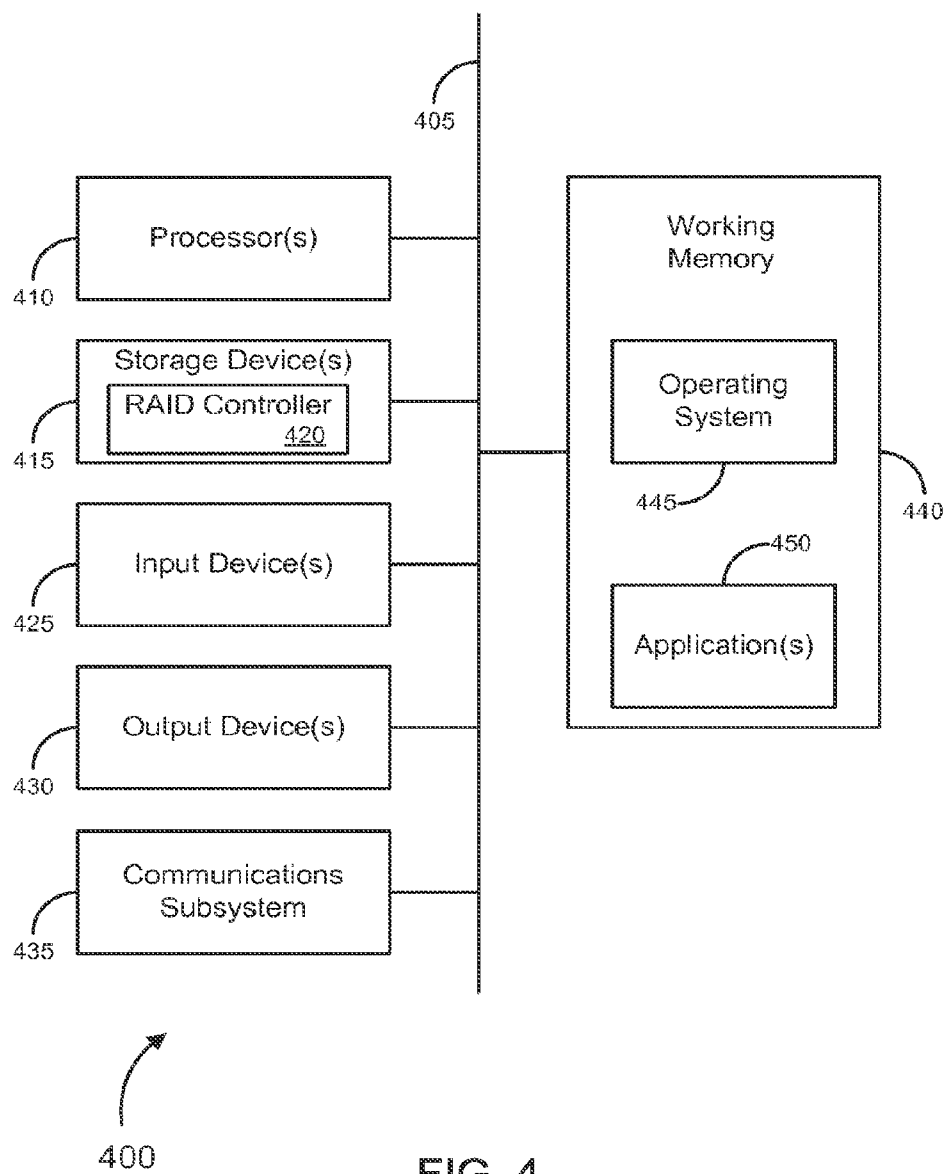 405
Processor(s)
410
Storage Device(s)
RAID Controller
420
415
Input Device(s)
425
Output Device(s)
430
Communications
Subsystem
435
Working
Memory
Operating
System
445
440
450
Application(s)
400
FIG. 4